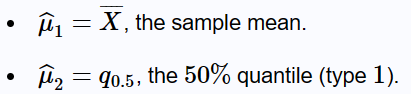 • μ̂₁ = X̅, the sample mean.
• μ̂₂ = q₀.₅, the 50% quantile (type 1).